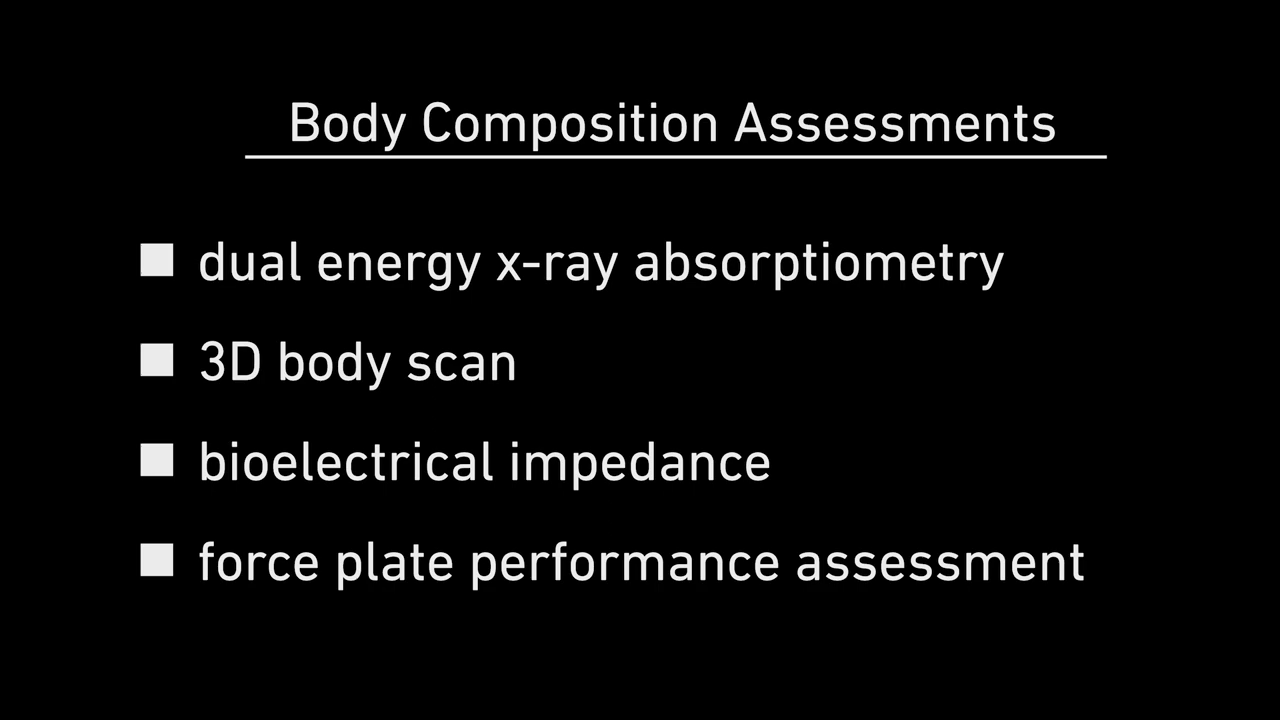 Body Composition Assessments
dual energy x-ray absorptiometry
3D body scan
bioelectrical impedance
force plate performance assessment